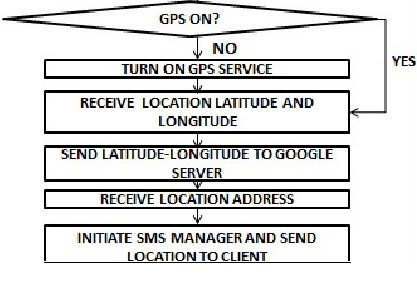 GPS ON?
NO
YES
TURN ON GPS SERVICE
RECEIVE LOCATION LATITUDE AND
LONGITUDE
SEND LATITUDE-LONGITUDE TO GOOGLE
SERVER
RECEIVE LOCATION ADDRESS
INITIATE SMS MANAGER AND SEND
LOCATION TO CLIENT